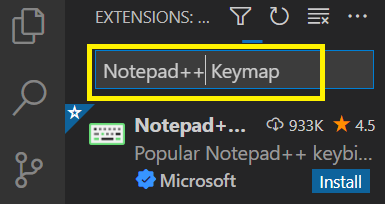 EXTENSIONS: ...
Notepad++ Keymap
Notepad+... 933K 4.5
Popular Notepad++ keybi...
Microsoft Install